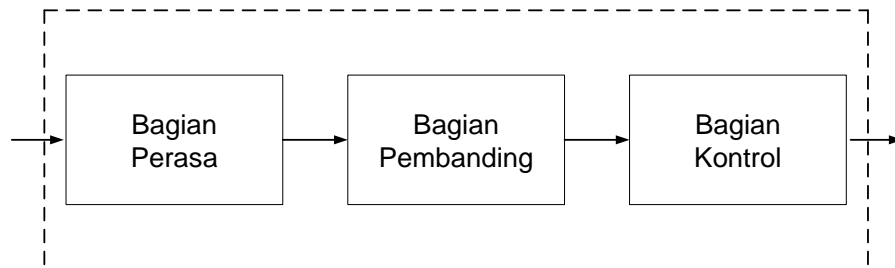 Bagian
Perasa
Bagian
Pembanding
Bagian
Kontrol